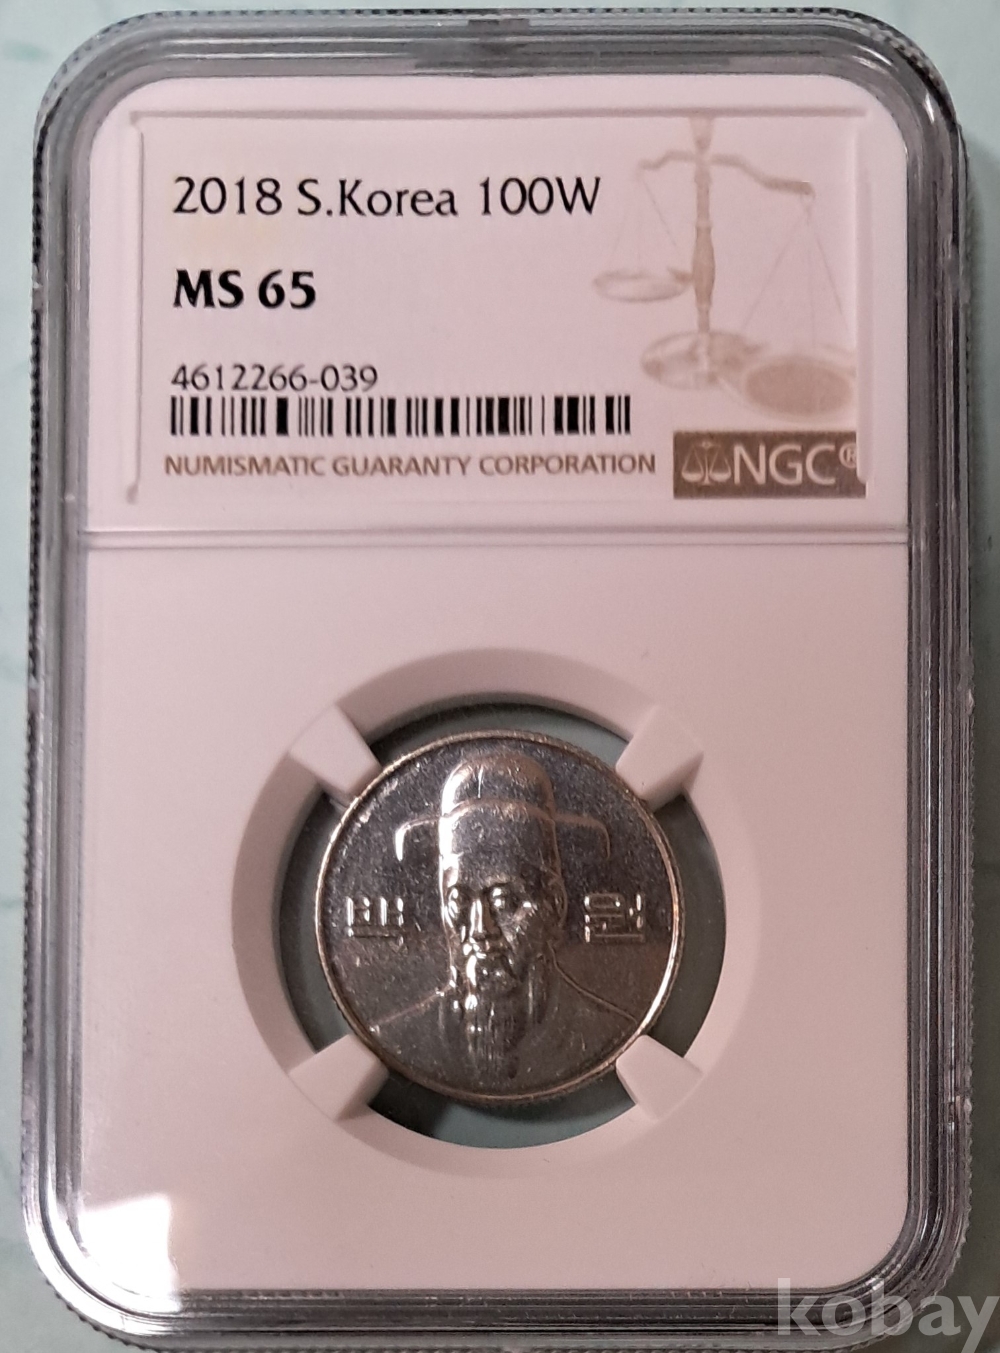 2018 S.Korea 100W
MS 65
4612266-039
NUMISMATIC GUARANTY CORPORATION
NGC®
백 원
kobay